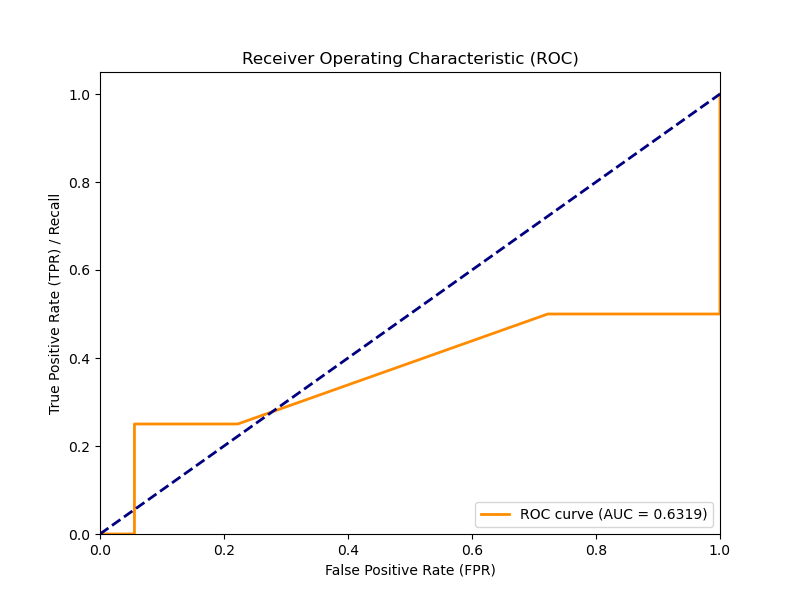 Receiver Operating Characteristic (ROC)
True Positive Rate (TPR) / Recall
1.0
0.8
0.6
0.4
0.2
0.0
0.0 0.2 0.4 0.6 0.8 1.0
False Positive Rate (FPR)
ROC curve (AUC = 0.6319)